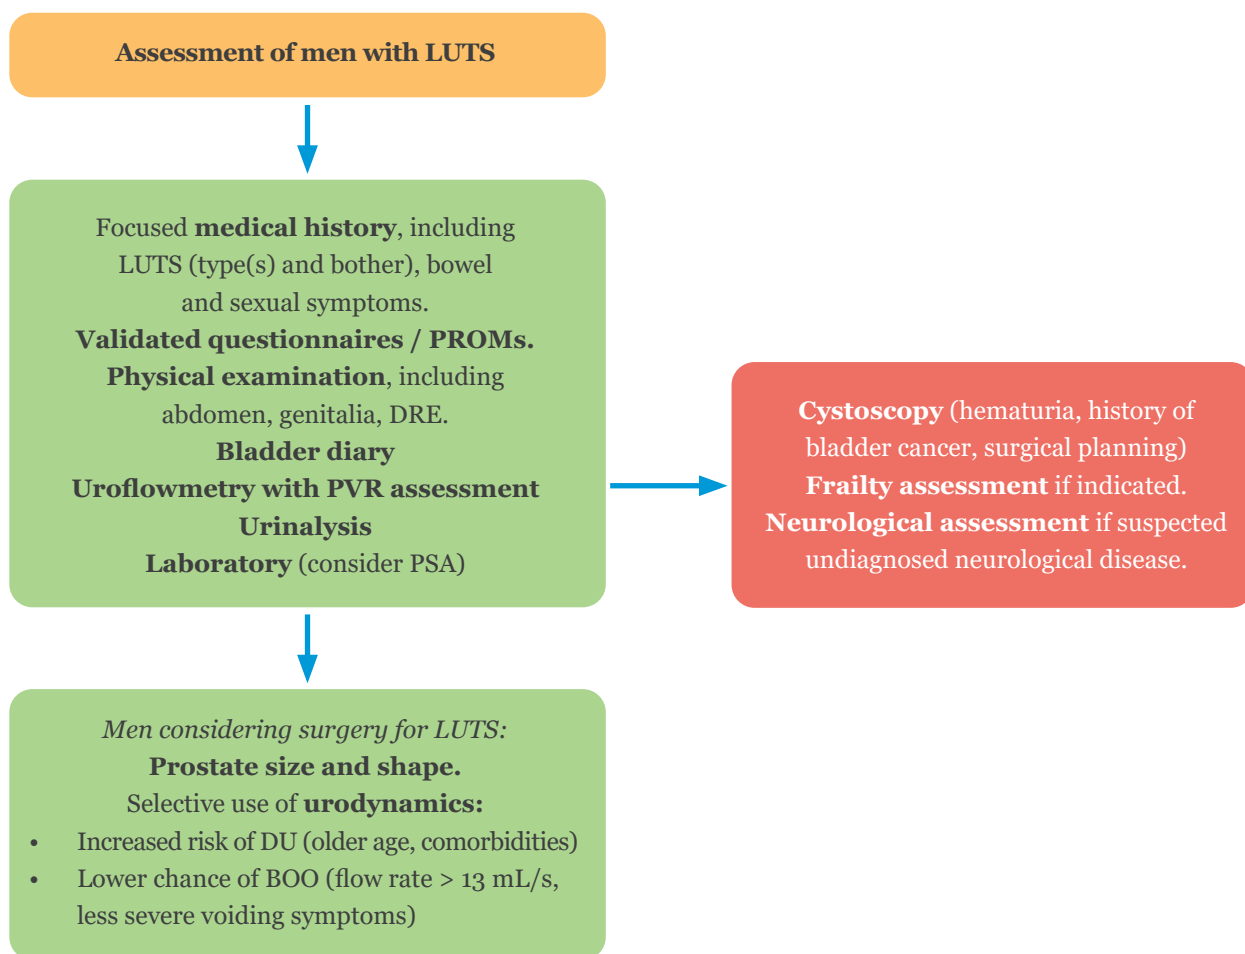 Assessment of men with LUTS
Focused medical history, including
LUTS (type(s) and bother), bowel
and sexual symptoms.
Validated questionnaires / PROMs.
Physical examination, including
abdomen, genitalia, DRE.
Bladder diary
Uroflowmetry with PVR assessment
Urinalysis
Laboratory (consider PSA)
Cystoscopy (hematuria, history of
bladder cancer, surgical planning)
Frailty assessment if indicated.
Neurological assessment if suspected
undiagnosed neurological disease.
Men considering surgery for LUTS:
Prostate size and shape.
Selective use of urodynamics:
• Increased risk of DU (older age, comorbidities)
• Lower chance of BOO (flow rate > 13 mL/s,
less severe voiding symptoms)